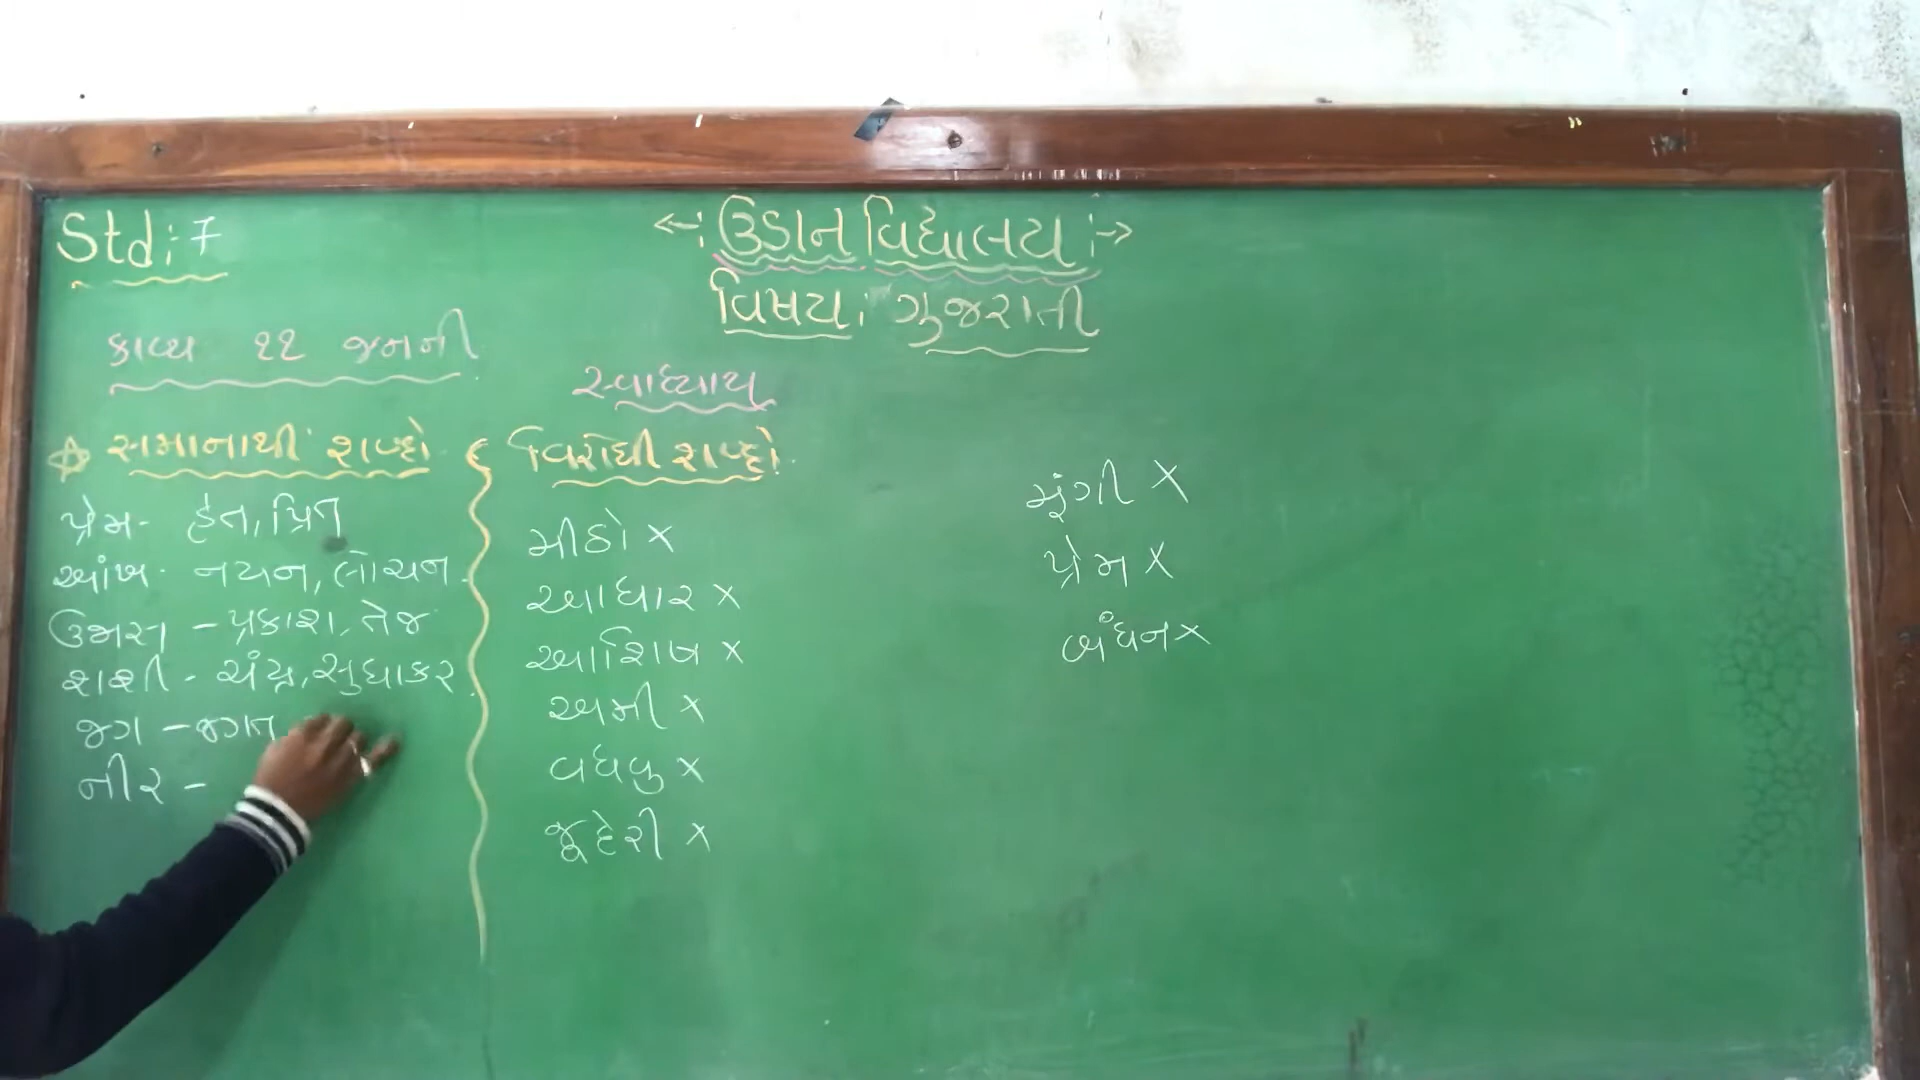 Std:7
ઉડાન વિદ્યાલય
વિષય: ગુજરાતી
કાવ્ય ૨૨ જનની
સ્વાધ્યાય
સમાનાર્થી શબ્દો
પ્રેમ- હેત, પ્રિત
આંખ- નયન, લોચન.
ઉજાસ - પ્રકાશ, તેજ
શશી - ચંદ્ર, સુધાકર.
જગ - જગત
નીર -
વિરોધી શબ્દો
મીઠો ×
આધાર ×
આશિષ ×
અમી ×
વધવુ ×
જૂદેરી ×
મૂંગી ×
પ્રેમ ×
બંધન ×